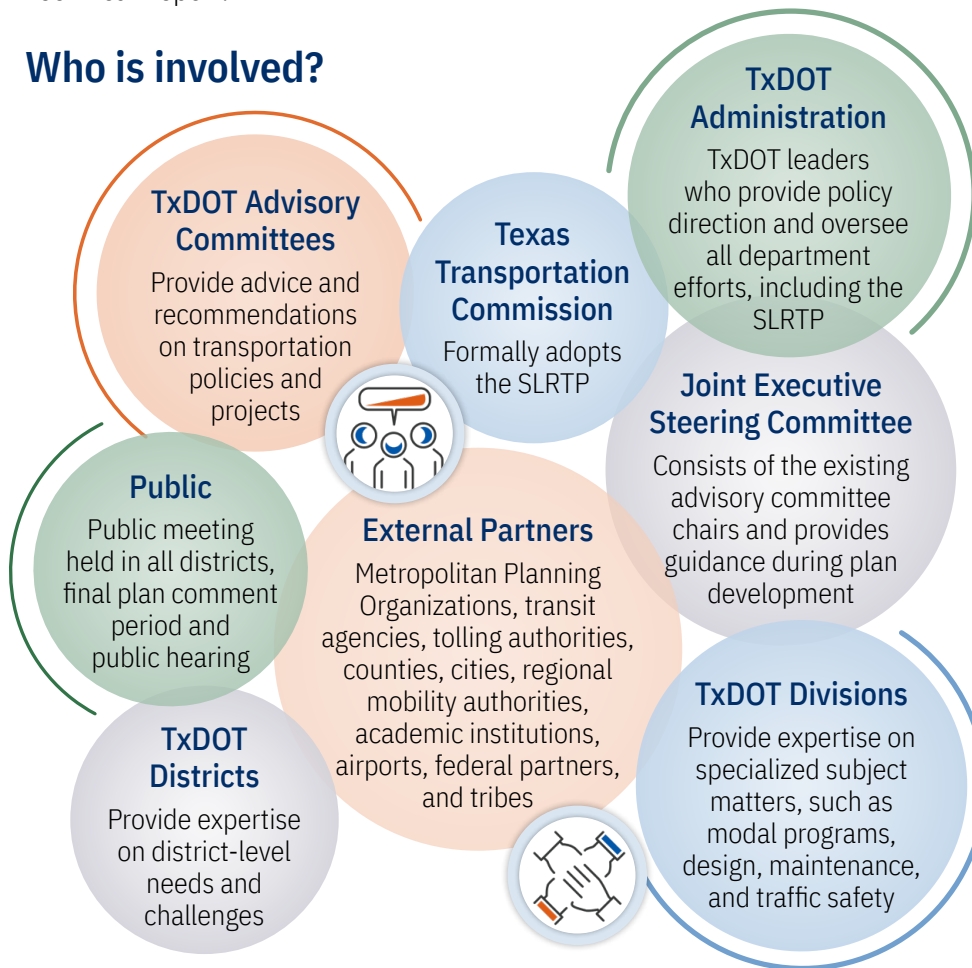 Who is involved?
TxDOT Advisory
Committees
Provide advice and
recommendations
on transportation
policies and
projects
Texas
Transportation
Commission
Formally adopts
the SLRTP
TxDOT
Administration
TxDOT leaders
who provide policy
direction and oversee
all department
efforts, including the
SLRTP
Joint Executive
Steering Committee
Consists of the existing
advisory committee
chairs and provides
guidance during plan
development
Public
Public meeting
held in all districts,
final plan comment
period and
public hearing
External Partners
Metropolitan Planning
Organizations, transit
agencies, tolling authorities,
counties, cities, regional
mobility authorities,
academic institutions,
airports, federal partners,
and tribes
TxDOT
Districts
Provide expertise
on district-level
needs and
challenges
TxDOT Divisions
Provide expertise on
specialized subject
matters, such as
modal programs,
design, maintenance,
and traffic safety